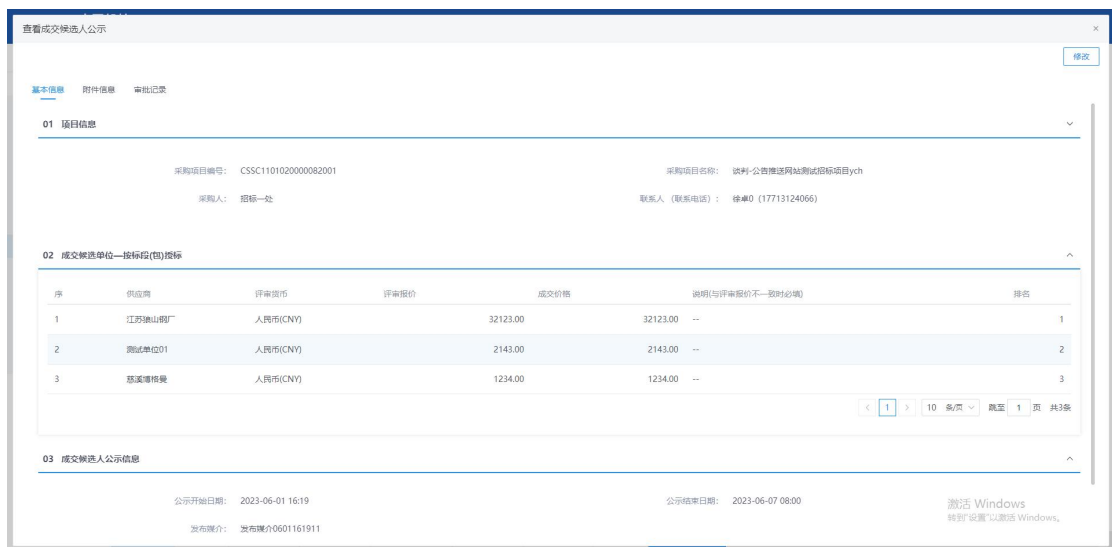 查看成交候选人公示 ×
修改
基本信息 附件信息 审批记录
01 项目信息
采购项目编号: CSSC1101020000082001 采购项目名称: 谈判-公告推送网站测试招标项目ych
采购人: 招标一处 联系人(联系电话): 徐卓0 (17713124066)
02 成交候选单位—按标段(包)授标
序 供应商 评审货币 评审报价 成交价格 说明(与评审报价不一致时必填) 排名
1 江苏狼山钢厂 人民币(CNY) 32123.00 32123.00 -- 1
2 测试单位01 人民币(CNY) 2143.00 2143.00 -- 2
3 慈溪博格曼 人民币(CNY) 1234.00 1234.00 -- 3
< 1 > 10 条/页 跳至 1 页 共3条
03 成交候选人公示信息
公示开始日期: 2023-06-01 16:19 公示结束日期: 2023-06-07 08:00
发布媒介: 发布媒介0601161911
激活 Windows
转到"设置"以激活 Windows。